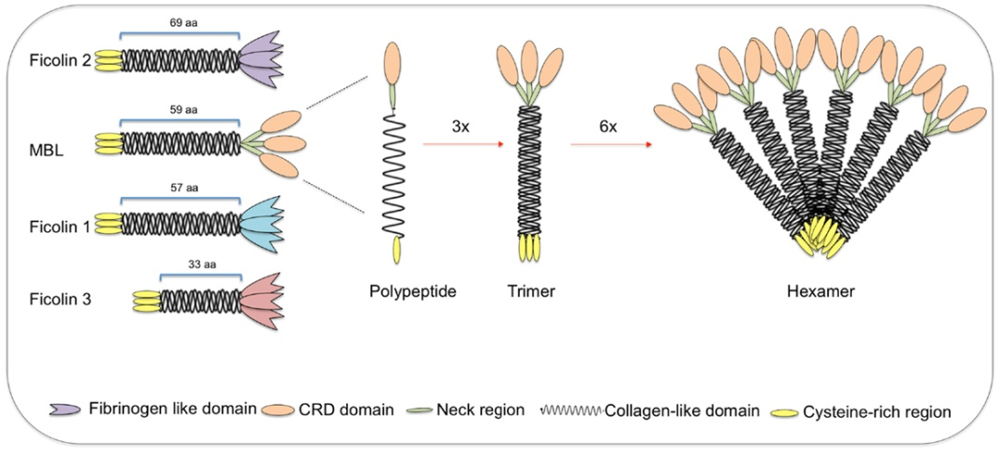 69 aa
Ficolin 2
59 aa
MBL
57 aa
Ficolin 1
33 aa
Ficolin 3
3x
6x
Polypeptide
Trimer
Hexamer
Fibrinogen like domain
CRD domain
Neck region
Collagen-like domain
Cysteine-rich region